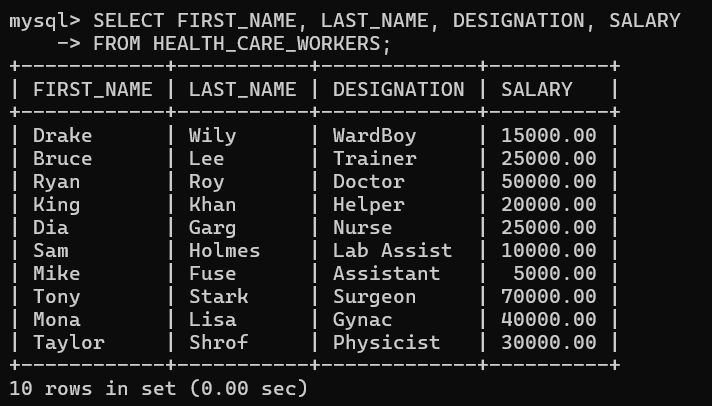 mysql> SELECT FIRST_NAME, LAST_NAME, DESIGNATION, SALARY
    -> FROM HEALTH_CARE_WORKERS;
+------------+-----------+-------------+----------+
| FIRST_NAME | LAST_NAME | DESIGNATION | SALARY   |
+------------+-----------+-------------+----------+
| Drake      | Wily      | WardBoy     | 15000.00 |
| Bruce      | Lee       | Trainer     | 25000.00 |
| Ryan       | Roy       | Doctor      | 50000.00 |
| King       | Khan      | Helper      | 20000.00 |
| Dia        | Garg      | Nurse       | 25000.00 |
| Sam        | Holmes    | Lab Assist  | 10000.00 |
| Mike       | Fuse      | Assistant   |  5000.00 |
| Tony       | Stark     | Surgeon     | 70000.00 |
| Mona       | Lisa      | Gynac       | 40000.00 |
| Taylor     | Shrof     | Physicist   | 30000.00 |
+------------+-----------+-------------+----------+
10 rows in set (0.00 sec)